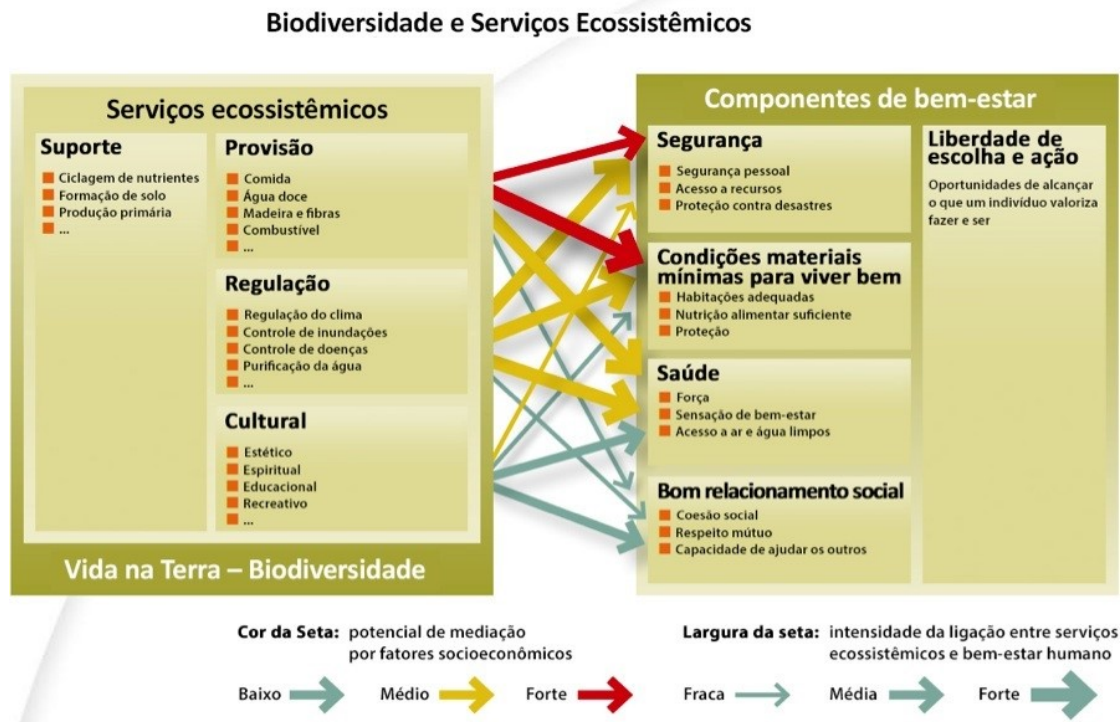 Biodiversidade e Serviços Ecossistêmicos
Serviços ecossistêmicos
Suporte
Ciclagem de nutrientes
Formação de solo
Produção primária
...
Provisão
Comida
Água doce
Madeira e fibras
Combustível
...
Regulação
Regulação do clima
Controle de inundações
Controle de doenças
Purificação da água
...
Cultural
Estético
Espiritual
Educacional
Recreativo
...
Vida na Terra – Biodiversidade
Componentes de bem-estar
Segurança
Segurança pessoal
Acesso a recursos
Proteção contra desastres
Condições materiais
mínimas para viver bem
Habitações adequadas
Nutrição alimentar suficiente
Proteção
Saúde
Força
Sensação de bem-estar
Acesso a ar e água limpos
Bom relacionamento social
Coesão social
Respeito mútuo
Capacidade de ajudar os outros
Liberdade de
escolha e ação
Oportunidades de alcançar
o que um indivíduo valoriza
fazer e ser
Cor da Seta: potencial de mediação
por fatores socioeconômicos
Baixo Médio Forte
Largura da seta: intensidade da ligação entre serviços
ecossistêmicos e bem-estar humano
Fraca Média Forte